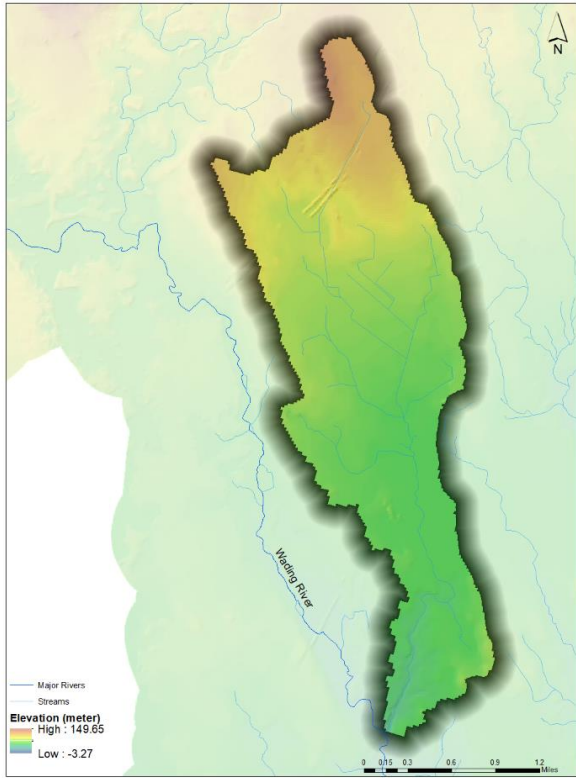 N
Wading River
Major Rivers
Streams
Elevation (meter)
High : 149.65
Low : -3.27
0 0.15 0.3 0.6 0.9 1.2
Miles